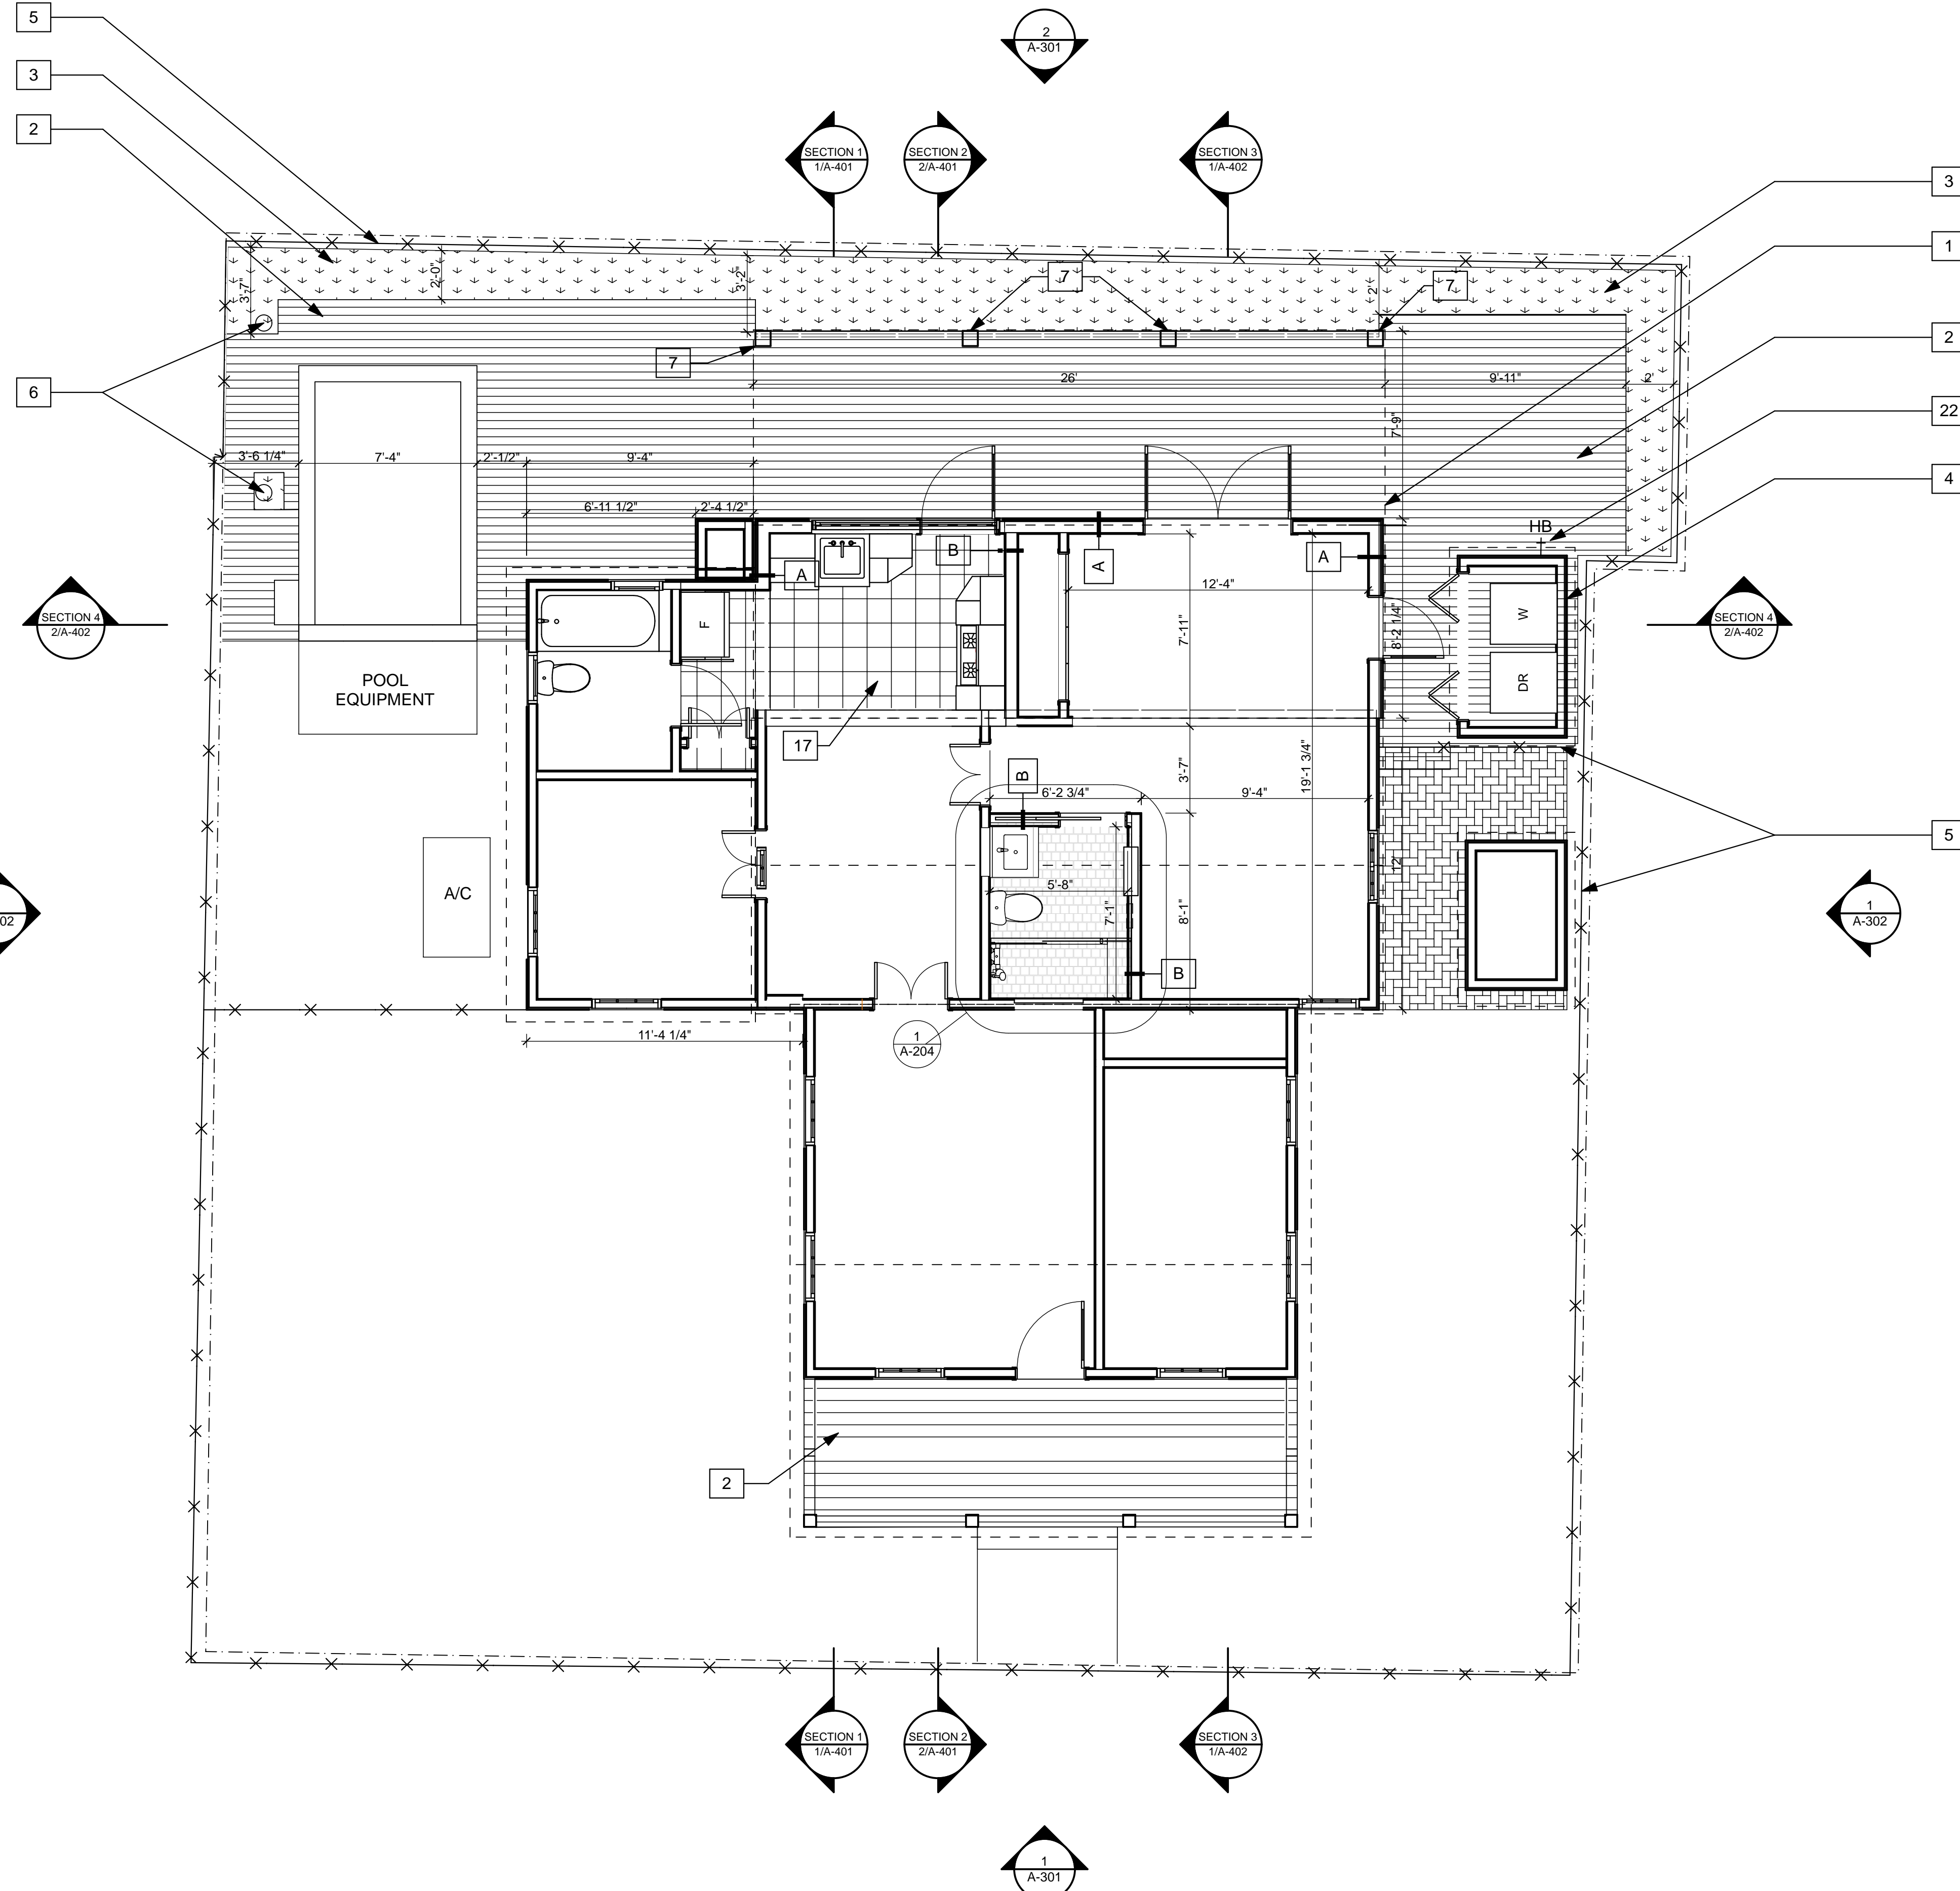 5
2
A-301
3
2
SECTION 1
1/A-401
SECTION 2
2/A-401
SECTION 3
1/A-402
3
1
3'-7"
2'-0"
3'-2"
7
2'
7
2
7
6
26'
9'-11"
2'
22
7'-9"
3'-6 1/4"
7'-4"
2'-1/2"
9'-4"
4
6'-11 1/2"
2'-4 1/2"
HB
B
A
A
A
12'-4"
SECTION 4
2/A-402
F
7'-11"
8'-2 1/4"
W
SECTION 4
2/A-402
DR
POOL
EQUIPMENT
17
B
3'-7"
19'-1 3/4"
6'-2 3/4"
9'-4"
5
12'
A/C
5'-8"
7'-1"
8'-1"
02
1
A-302
B
11'-4 1/4"
1
A-204
2
SECTION 1
1/A-401
SECTION 2
2/A-401
SECTION 3
1/A-402
1
A-301